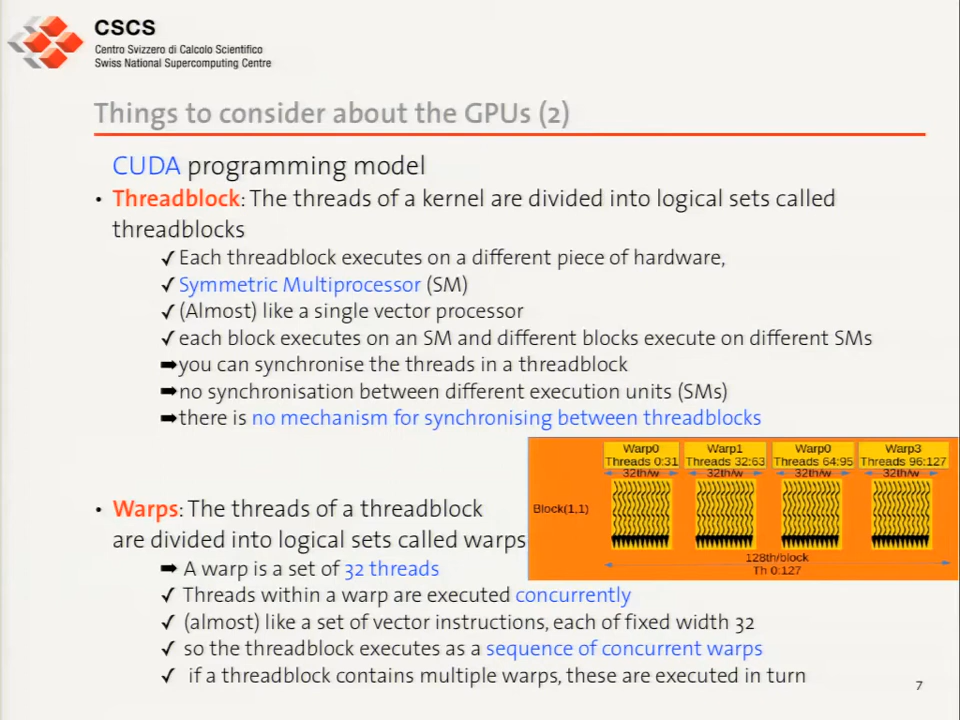 CSCS
Centro Svizzero di Calcolo Scientifico
Swiss National Supercomputing Centre
Things to consider about the GPUs (2)
CUDA programming model
• Threadblock: The threads of a kernel are divided into logical sets called
threadblocks
✓ Each threadblock executes on a different piece of hardware,
✓ Symmetric Multiprocessor (SM)
✓ (Almost) like a single vector processor
✓ each block executes on an SM and different blocks execute on different SMs
➡ you can synchronise the threads in a threadblock
➡ no synchronisation between different execution units (SMs)
➡ there is no mechanism for synchronising between threadblocks
Warp0 Warp1 Warp0 Warp3
Threads 0:31 Threads 32:63 Threads 64:95 Threads 96:127
32th/w 32th/w 32th/w 32th/w
Block(1,1)
128th/block
Th 0:127
• Warps: The threads of a threadblock
are divided into logical sets called warps
➡ A warp is a set of 32 threads
✓ Threads within a warp are executed concurrently
✓ (almost) like a set of vector instructions, each of fixed width 32
✓ so the threadblock executes as a sequence of concurrent warps
✓ if a threadblock contains multiple warps, these are executed in turn
7